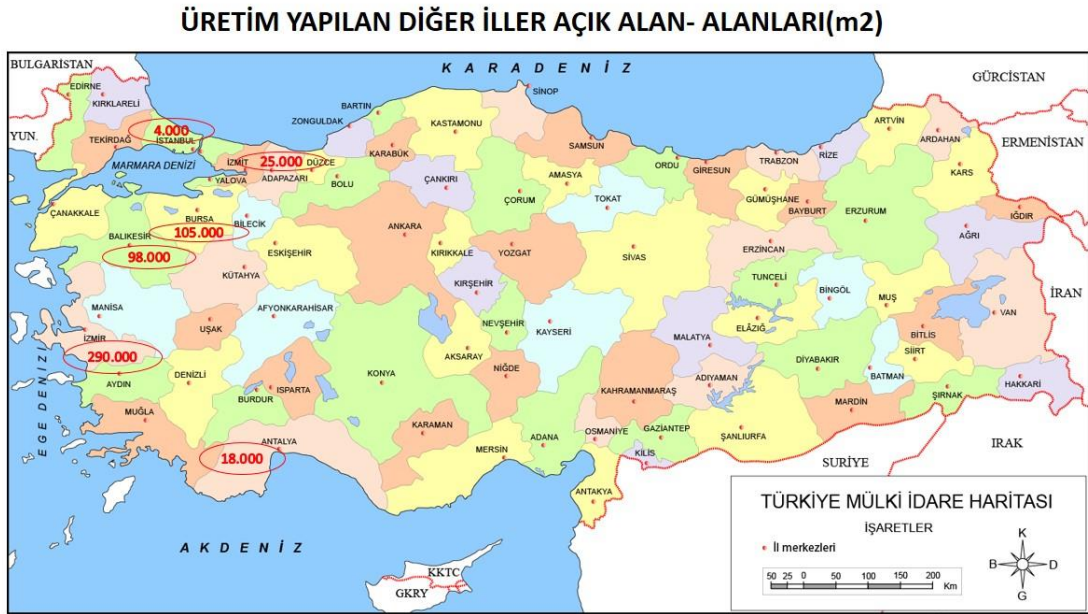 ÜRETİM YAPILAN DİĞER İLLER AÇIK ALAN- ALANLARI(m2)
BULGARİSTAN
K A R A D E N İ Z
GÜRCİSTAN
EDİRNE
KIRKLARELİ
SİNOP
BARTIN
ZONGULDAK
KASTAMONU
ARTVİN
ARDAHAN
YUN.
TEKİRDAĞ
4.000
İSTANBUL
KARABÜK
SAMSUN
ERMENİSTAN
MARMARA DENİZİ
İZMİT
25.000
DÜZCE
ORDU
GİRESUN
TRABZON
RİZE
KARS
YALOVA
ADAPAZARI
BOLU
ÇANKIRI
AMASYA
ÇANAKKALE
BURSA
BİLECİK
ÇORUM
TOKAT
GÜMÜŞHANE
BAYBURT
ERZURUM
IĞDIR
105.000
BALIKESİR
98.000
ESKİŞEHİR
ANKARA
KIRIKKALE
YOZGAT
SİVAS
ERZİNCAN
AĞRI
KÜTAHYA
KIRŞEHİR
TUNCELİ
BİNGÖL
MUŞ
İRAN
MANİSA
AFYONKARAHİSAR
UŞAK
NEVŞEHİR
KAYSERİ
MALATYA
ELÂZIĞ
BİTLİS
VAN
İZMİR
290.000
AYDIN
DENİZLİ
BURDUR
ISPARTA
KONYA
AKSARAY
NİĞDE
KAHRAMANMARAŞ
ADIYAMAN
DİYABAKIR
BATMAN
SİİRT
HAKKARİ
EGE DENİZİ
MUĞLA
KARAMAN
MARDİN
ŞIRNAK
ANTALYA
18.000
MERSİN
ADANA
OSMANİYE
GAZİANTEP
KİLİS
ŞANLIURFA
IRAK
SURİYE
ANTAKYA
A K D E N İ Z
KKTC
GKRY
TÜRKİYE MÜLKİ İDARE HARİTASI
İŞARETLER
İl merkezleri
50 25 0 50 100 150 200
Km
K
B
D
G